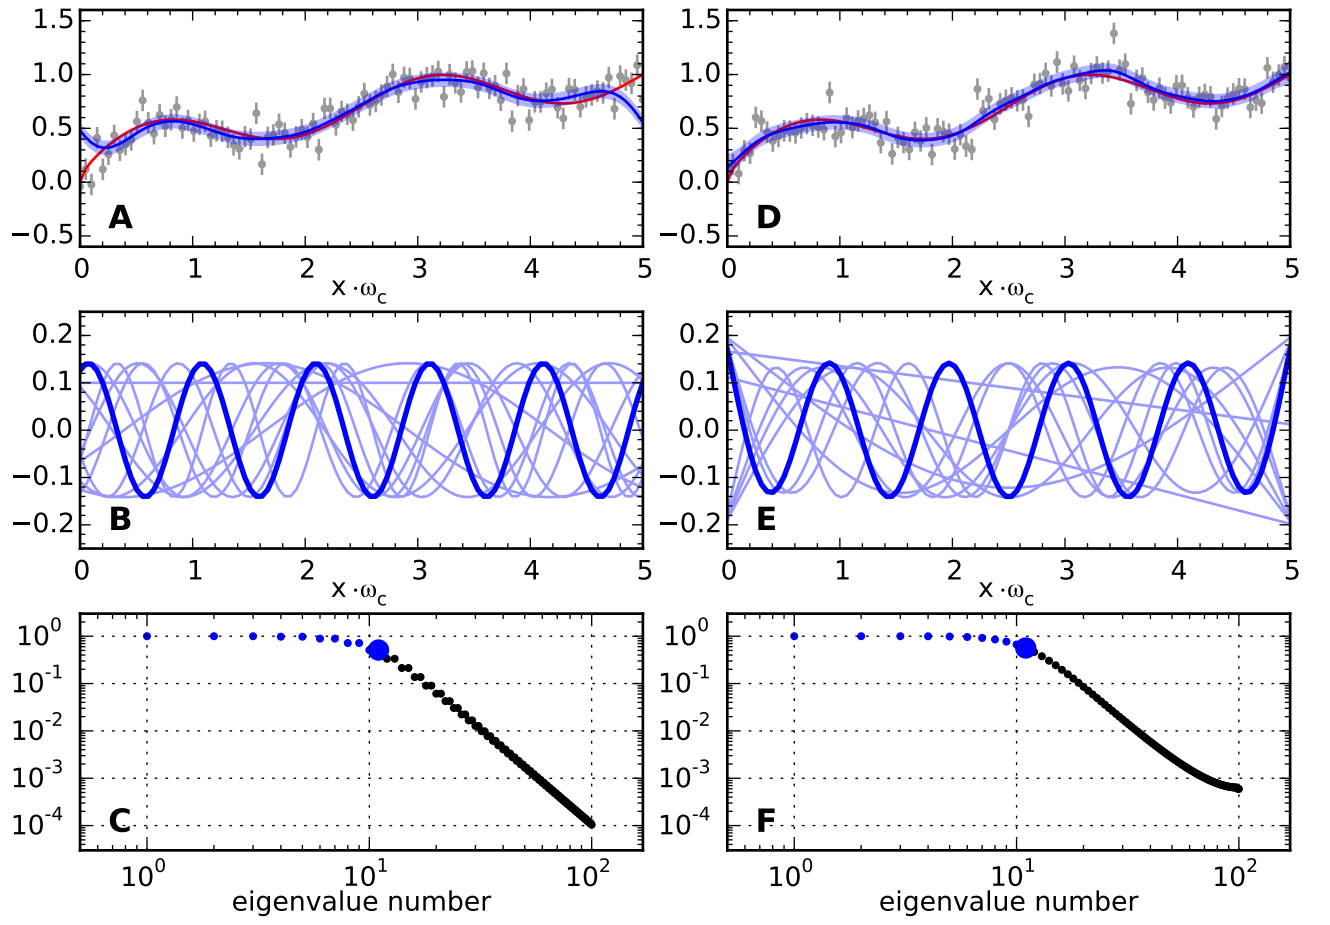 1.5 1.0 0.5 0.0 −0.5
A
0 1 2 3 4 5
x ·ω_c
1.5 1.0 0.5 0.0 −0.5
D
0 1 2 3 4 5
x ·ω_c
0.2 0.1 0.0 −0.1 −0.2
B
0 1 2 3 4 5
x ·ω_c
0.2 0.1 0.0 −0.1 −0.2
E
0 1 2 3 4 5
x ·ω_c
10^0 10^-1 10^-2 10^-3 10^-4
C
10^0 10^1 10^2
eigenvalue number
10^0 10^-1 10^-2 10^-3 10^-4
F
10^0 10^1 10^2
eigenvalue number